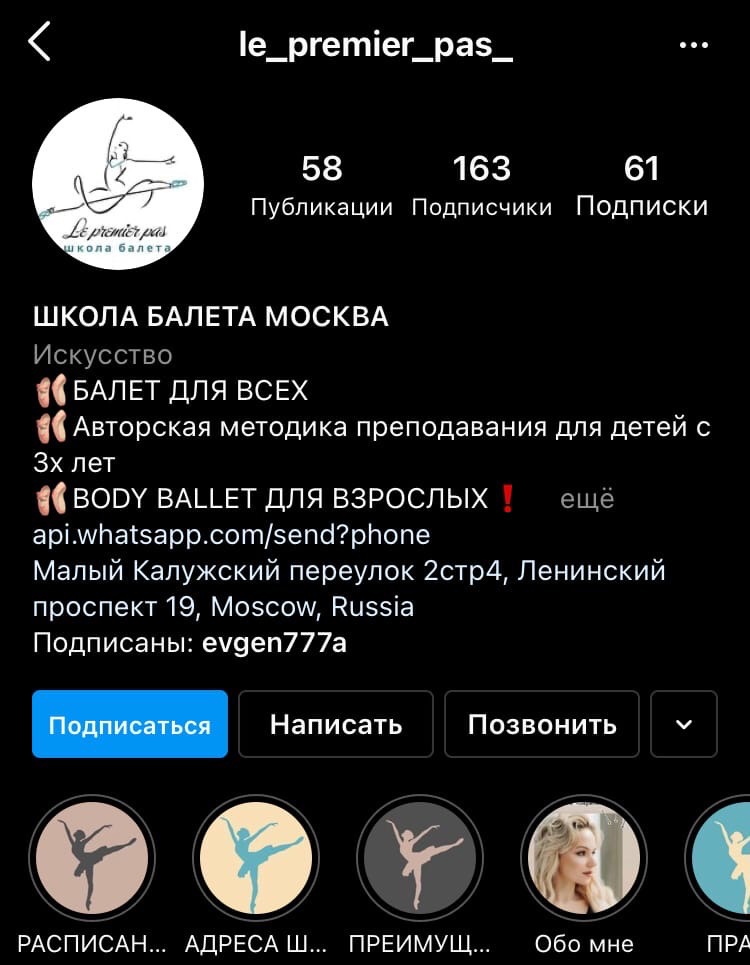 le_premier_pas_
58 163 61
Публикации Подписчики Подписки
Le premier pas
школа балета
ШКОЛА БАЛЕТА МОСКВА
Искусство
БАЛЕТ ДЛЯ ВСЕХ
Авторская методика преподавания для детей с
3х лет
BODY BALLET ДЛЯ ВЗРОСЛЫХ❗ ещё
api.whatsapp.com/send?phone
Малый Калужский переулок 2стр4, Ленинский
проспект 19, Moscow, Russia
Подписаны: evgen777a
Подписаться Написать Позвонить
РАСПИСАН... АДРЕСА Ш... ПРЕИМУЩ... Обо мне ПРА